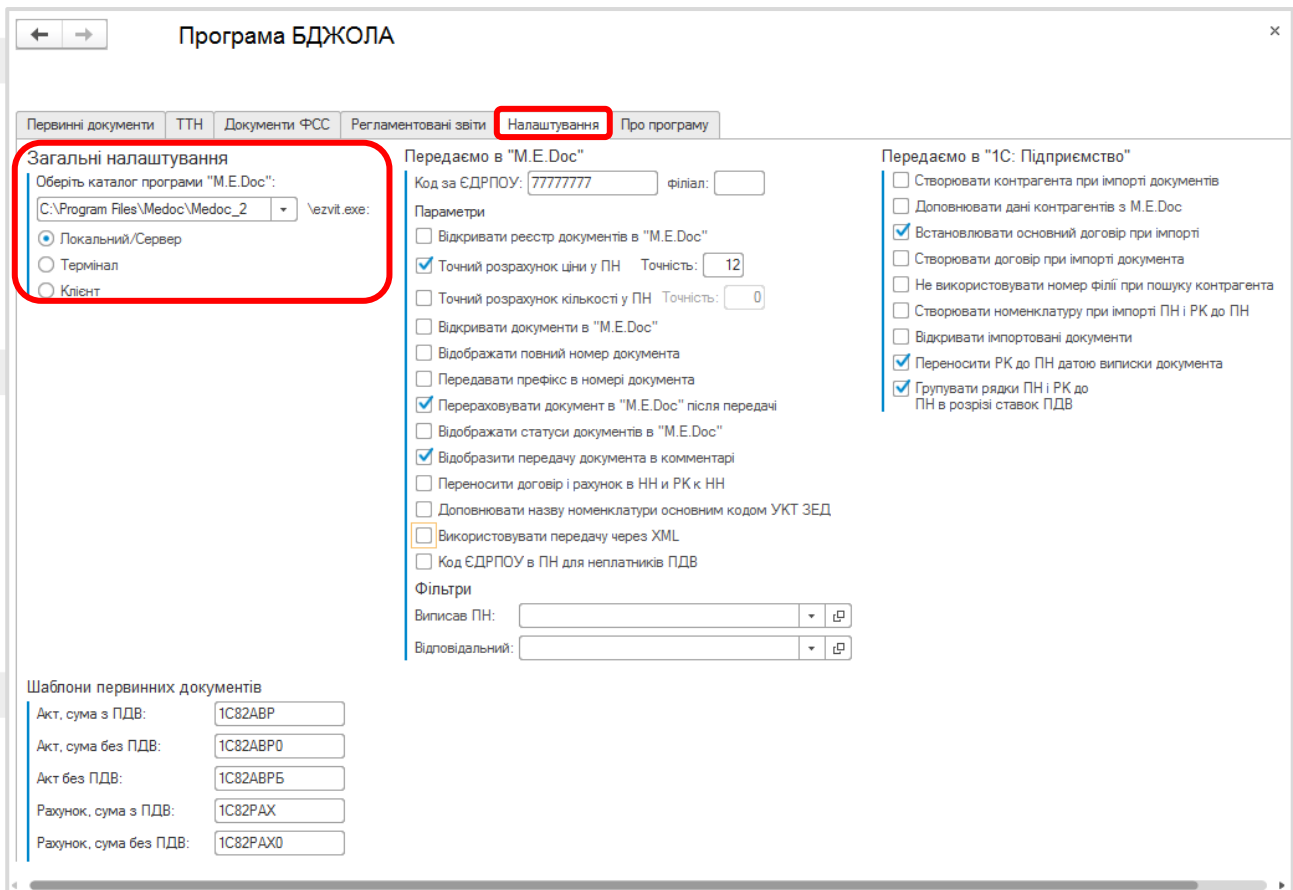 Програма БДЖОЛА
Первинні документи
ТТН
Документи ФСС
Регламентовані звіти
Налаштування
Про програму
Загальні налаштування
Оберіть каталог програми "M.E.Doc":
C:\Program Files\Medoc\Medoc_2
\ezvit.exe:
Локальний/Сервер
Термінал
Клієнт
Передаємо в "M.E.Doc"
Код за ЄДРПОУ: 77777777 філіал:
Параметри
Відкривати реєстр документів в "M.E.Doc"
Точний розрахунок ціни у ПН Точність: 12
Точний розрахунок кількості у ПН Точність: 0
Відкривати документи в "M.E.Doc"
Відображати повний номер документа
Передавати префікс в номері документа
Перераховувати документ в "M.E.Doc" після передачі
Відображати статуси документів в "M.E.Doc"
Відобразити передачу документа в комментарі
Переносити договір і рахунок в НН и РК к НН
Доповнювати назву номенклатури основним кодом УКТ ЗЕД
Використовувати передачу через XML
Код ЄДРПОУ в ПН для неплатників ПДВ
Фільтри
Виписав ПН:
Відповідальний:
Передаємо в "1С: Підприємство"
Створювати контрагента при імпорті документів
Доповнювати дані контрагентів з M.E.Doc
Встановлювати основний договір при імпорті
Створювати договір при імпорті документа
Не використовувати номер філії при пошуку контрагента
Створювати номенклатуру при імпорті ПН і РК до ПН
Відкривати імпортовані документи
Переносити РК до ПН датою виписки документа
Групувати рядки ПН і РК до
ПН в розрізі ставок ПДВ
Шаблони первинних документів
Акт, сума з ПДВ: 1С82АВР
Акт, сума без ПДВ: 1С82АВР0
Акт без ПДВ: 1С82АВРБ
Рахунок, сума з ПДВ: 1С82РАХ
Рахунок, сума без ПДВ: 1С82РАХ0